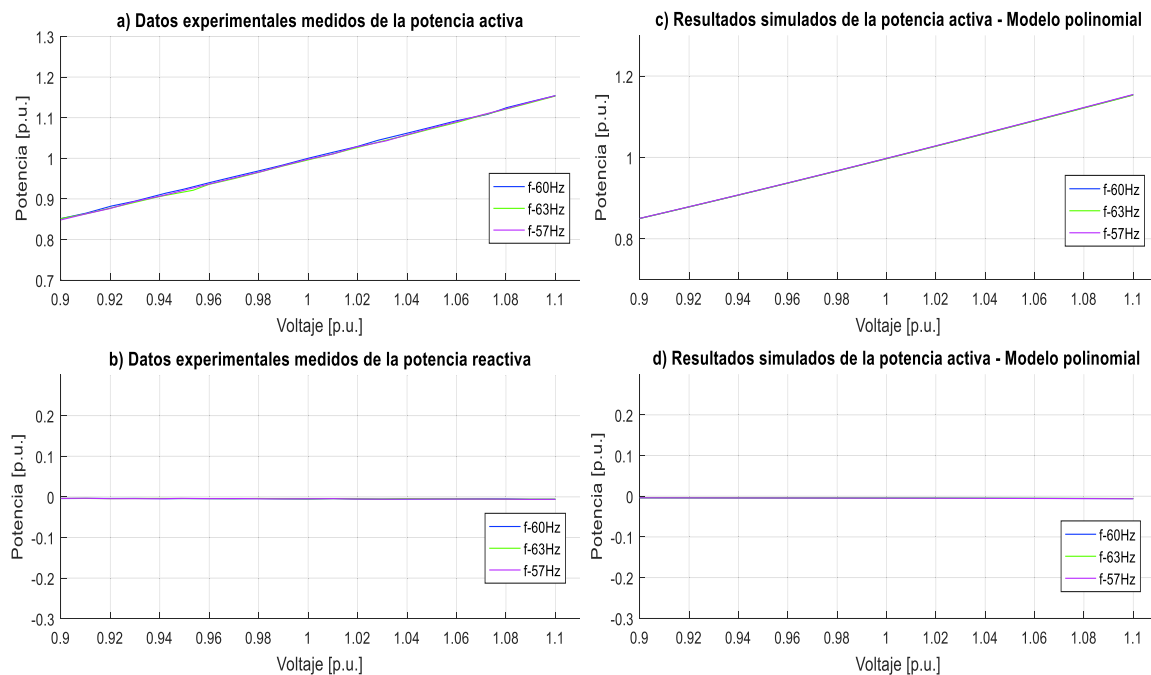 a) Datos experimentales medidos de la potencia activa
1.3
1.2
1.1
1
0.9
0.8
0.7
Potencia [p.u.]
f-60Hz
f-63Hz
f-57Hz
0.9 0.92 0.94 0.96 0.98 1 1.02 1.04 1.06 1.08 1.1
Voltaje [p.u.]
c) Resultados simulados de la potencia activa - Modelo polinomial
1.2
1
0.8
Potencia [p.u.]
f-60Hz
f-63Hz
f-57Hz
0.9 0.92 0.94 0.96 0.98 1 1.02 1.04 1.06 1.08 1.1
Voltaje [p.u.]
b) Datos experimentales medidos de la potencia reactiva
0.2
0.1
0
-0.1
-0.2
-0.3
Potencia [p.u.]
f-60Hz
f-63Hz
f-57Hz
0.9 0.92 0.94 0.96 0.98 1 1.02 1.04 1.06 1.08 1.1
Voltaje [p.u.]
d) Resultados simulados de la potencia activa - Modelo polinomial
0.2
0.1
0
-0.1
-0.2
-0.3
Potencia [p.u.]
f-60Hz
f-63Hz
f-57Hz
0.9 0.92 0.94 0.96 0.98 1 1.02 1.04 1.06 1.08 1.1
Voltaje [p.u.]